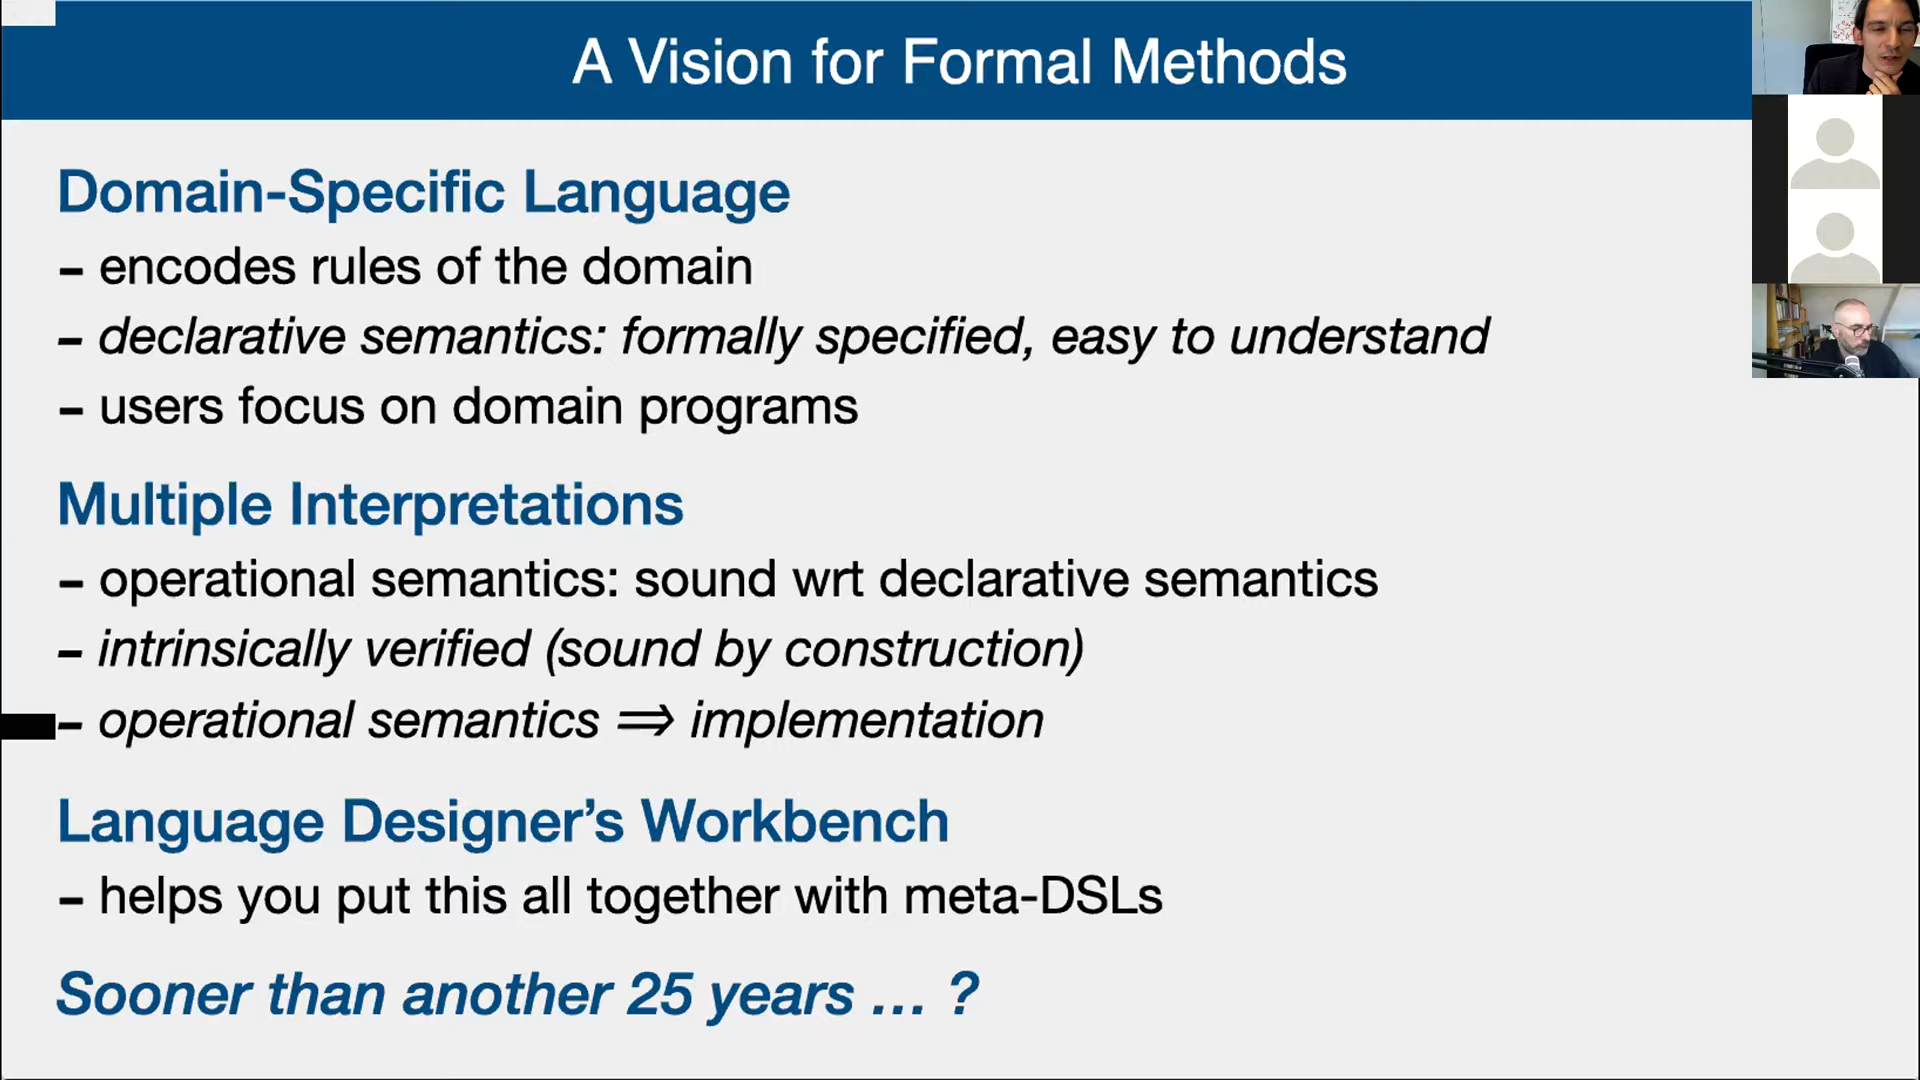 A Vision for Formal Methods
Domain-Specific Language
– encodes rules of the domain
– declarative semantics: formally specified, easy to understand
– users focus on domain programs
Multiple Interpretations
– operational semantics: sound wrt declarative semantics
– intrinsically verified (sound by construction)
– operational semantics ⟹ implementation
Language Designer’s Workbench
– helps you put this all together with meta-DSLs
Sooner than another 25 years … ?